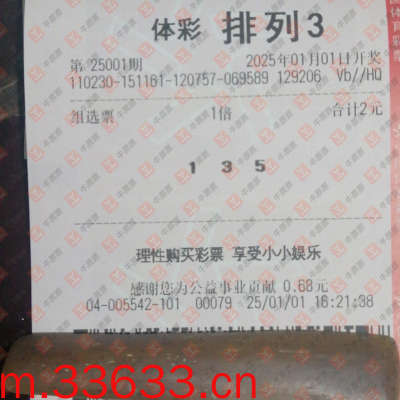 体彩 排列3
第 25001期 2025年01月01日开奖
110230-151161-120757-069589 129206 Vb//HQ
组选票 1倍 合计2元
1 3 5
理性购买彩票 享受小小娱乐
感谢您为公益事业贡献 0.68元
04-005542-101 00079 25/01/01 16:21:38
m.33633.cn